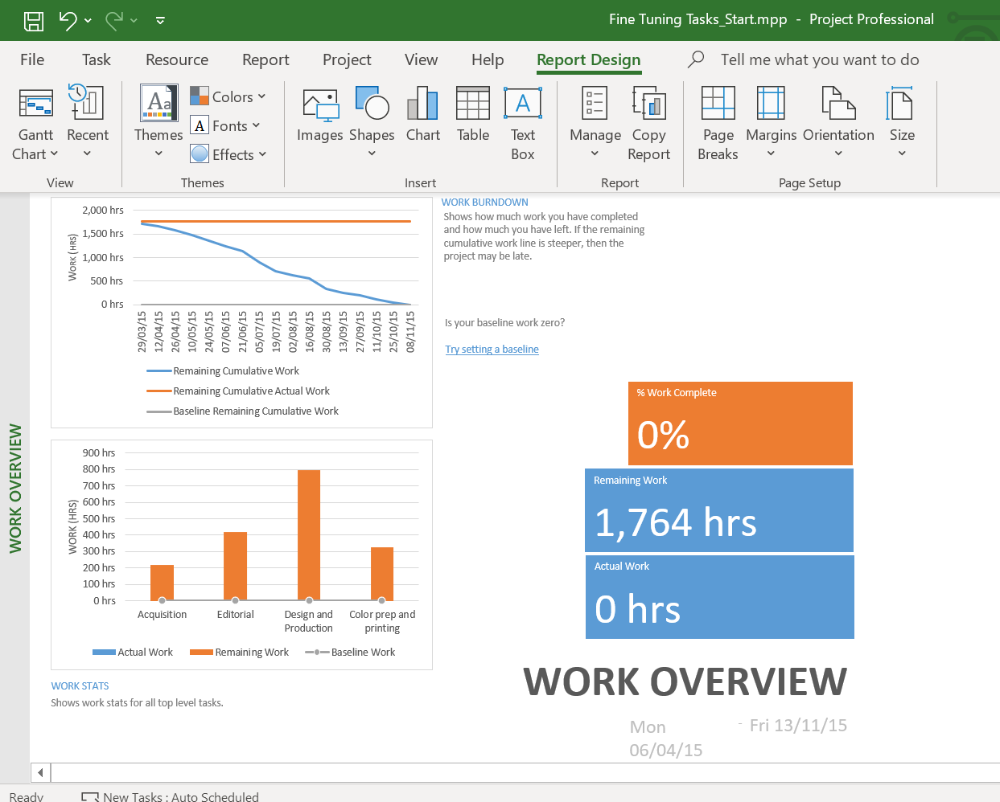 Fine Tuning Tasks_Start.mpp - Project Professional
File Task Resource Report Project View Help Report Design Tell me what you want to do
Gantt Chart
Recent
View
Themes
Colors
Fonts
Effects
Themes
Images
Shapes
Chart
Table
Text Box
Insert
Manage
Copy Report
Report
Page Breaks
Margins
Orientation
Size
Page Setup
WORK OVERVIEW
WORK (HRS)
2,000 hrs
1,500 hrs
1,000 hrs
500 hrs
0 hrs
29/03/15
12/04/15
26/04/15
10/05/15
24/05/15
07/06/15
21/06/15
05/07/15
19/07/15
02/08/15
16/08/15
30/08/15
13/09/15
27/09/15
11/10/15
25/10/15
08/11/15
Remaining Cumulative Work
Remaining Cumulative Actual Work
Baseline Remaining Cumulative Work
WORK BURNDOWN
Shows how much work you have completed
and how much you have left. If the remaining
cumulative work line is steeper, then the
project may be late.
Is your baseline work zero?
Try setting a baseline
WORK (HRS)
900 hrs
800 hrs
700 hrs
600 hrs
500 hrs
400 hrs
300 hrs
200 hrs
100 hrs
0 hrs
Acquisition
Editorial
Design and
Production
Color prep and
printing
Actual Work
Remaining Work
Baseline Work
WORK STATS
Shows work stats for all top level tasks.
% Work Complete
0%
Remaining Work
1,764 hrs
Actual Work
0 hrs
WORK OVERVIEW
Mon
06/04/15
- Fri 13/11/15
Ready
New Tasks : Auto Scheduled